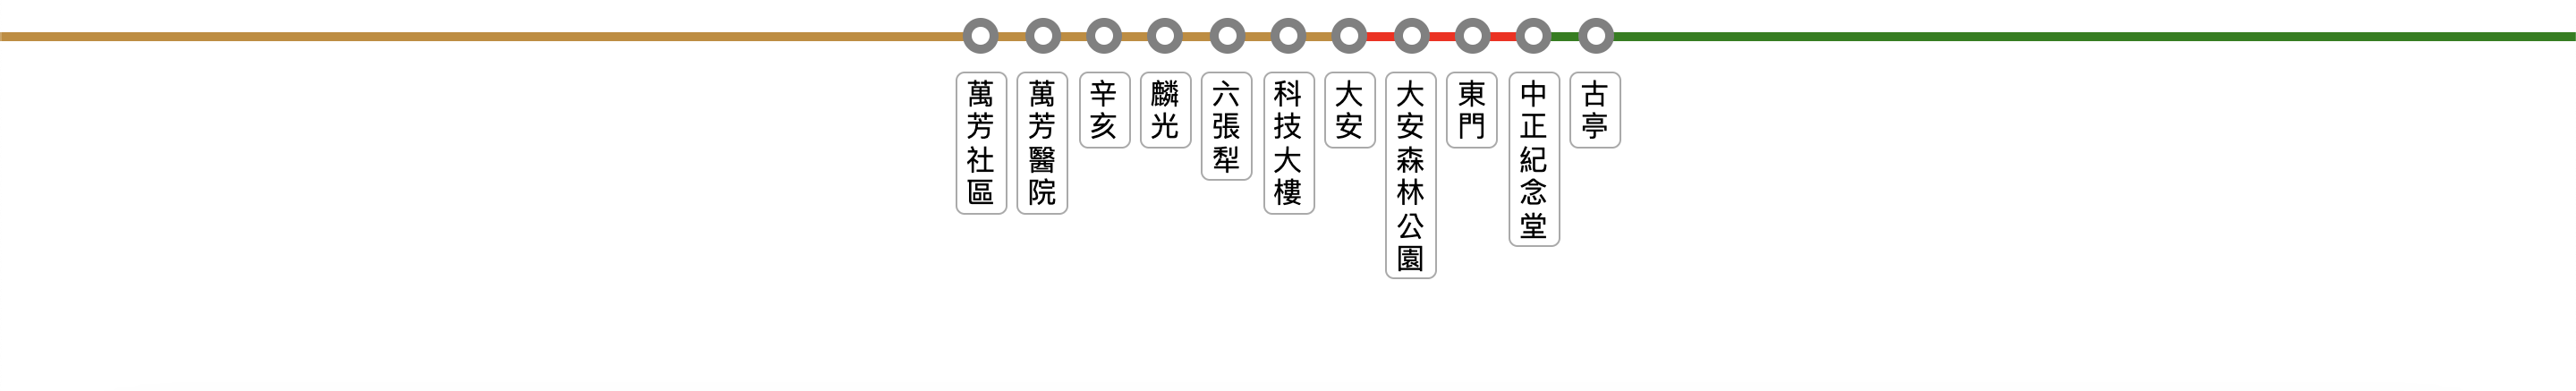 萬芳社區
萬芳醫院
辛亥
麟光
六張犁
科技大樓
大安
大安森林公園
東門
中正紀念堂
古亭